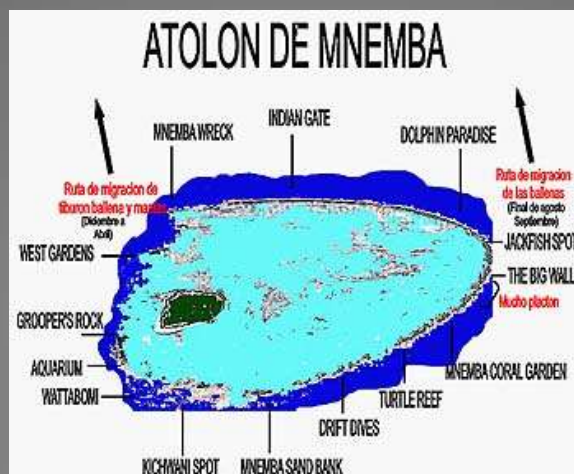 ATOLON DE MNEMBA
INDIAN GATE
MNEMBA WRECK
DOLPHIN PARADISE
Ruta de migracion de
tiburon ballena y mantas
(Diciembre a
Abril)
Ruta de migracion
de las ballenas
(Final de agosto
Septiembre)
WEST GARDENS
JACKFISH SPOT
THE BIG WALL
Mucho placton
GROOPER'S ROCK
AQUARIUM
WATTABOMI
MNEMBA CORAL GARDEN
TURTLE REEF
DRIFT DIVES
KICHWANI SPOT
MNEMBA SAND BANK